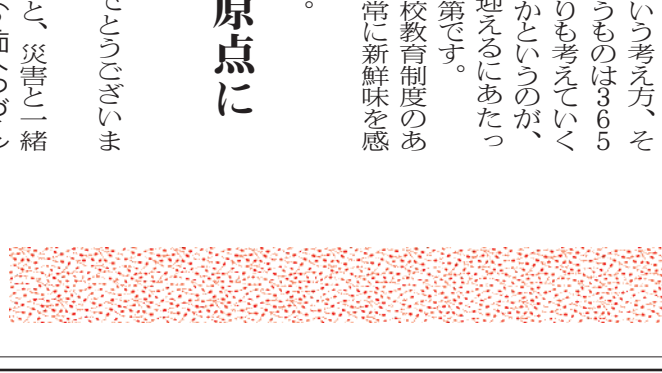 いう考え方、そ
うものは365
りも考えていく
かというのが、
迎えるにあたっ
第です。
校教育制度のあ
常に新鮮味を感
。
原点に
でとうございま
と、災害と一緒